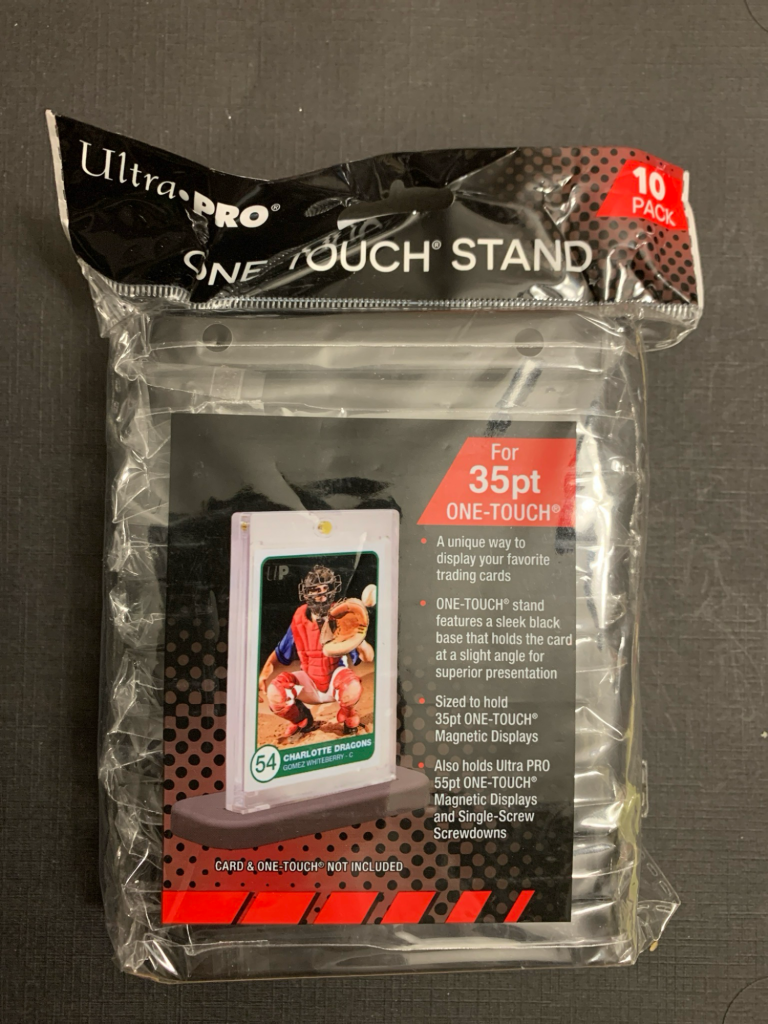 Ultra•PRO®
10
PACK
ONE-TOUCH® STAND
For
35pt
ONE-TOUCH®
• A unique way to
display your favorite
trading cards
• ONE-TOUCH® stand
features a sleek black
base that holds the card
at a slight angle for
superior presentation
• Sized to hold
35pt ONE-TOUCH®
Magnetic Displays
• Also holds Ultra PRO
55pt ONE-TOUCH®
Magnetic Displays
and Single-Screw
Screwdowns
UP
54
CHARLOTTE DRAGONS
GOMEZ WHITEBERRY - C
CARD & ONE-TOUCH® NOT INCLUDED